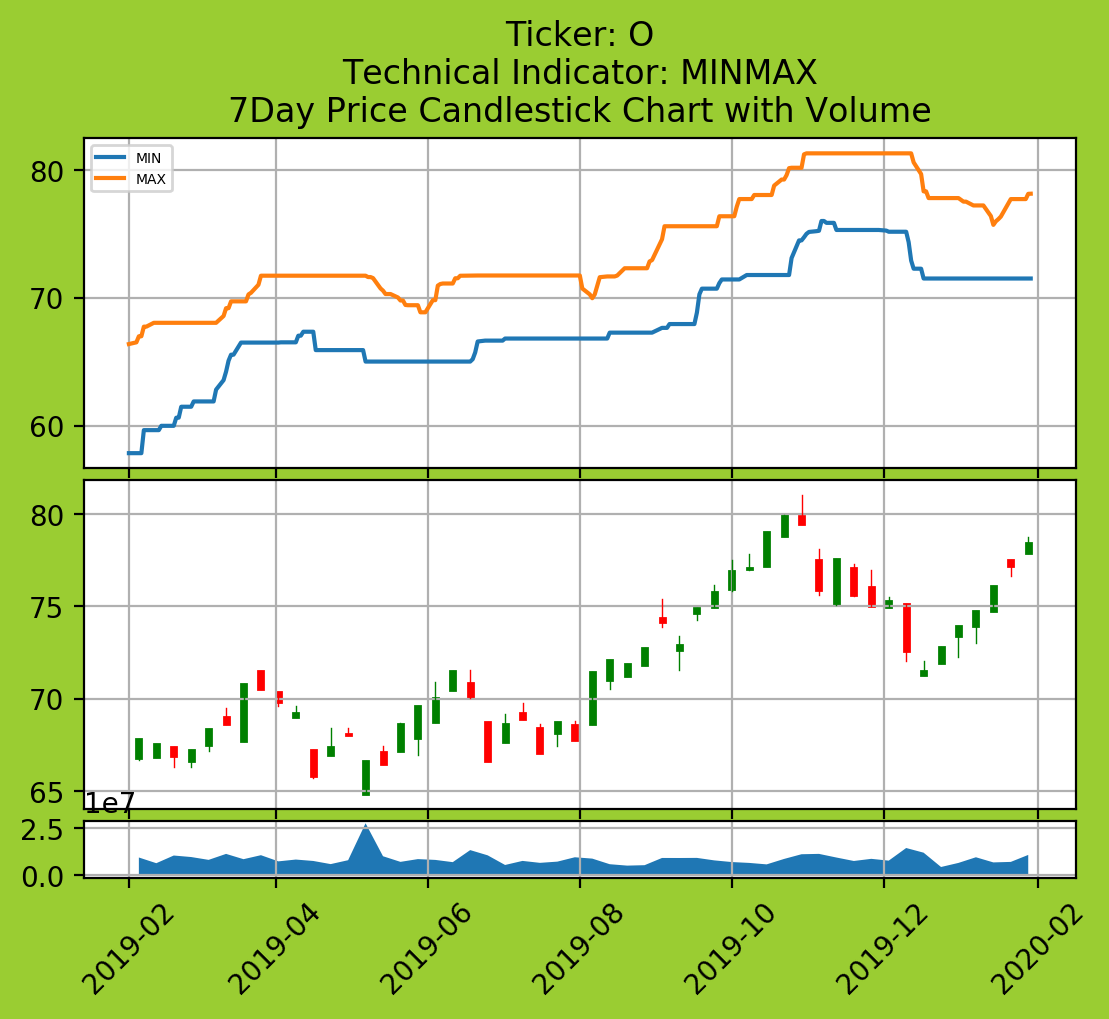 Ticker: O
Technical Indicator: MINMAX
7Day Price Candlestick Chart with Volume
MIN
MAX
80
70
60
80
75
70
65
1e7
2.5
0.0
2019-02
2019-04
2019-06
2019-08
2019-10
2019-12
2020-02